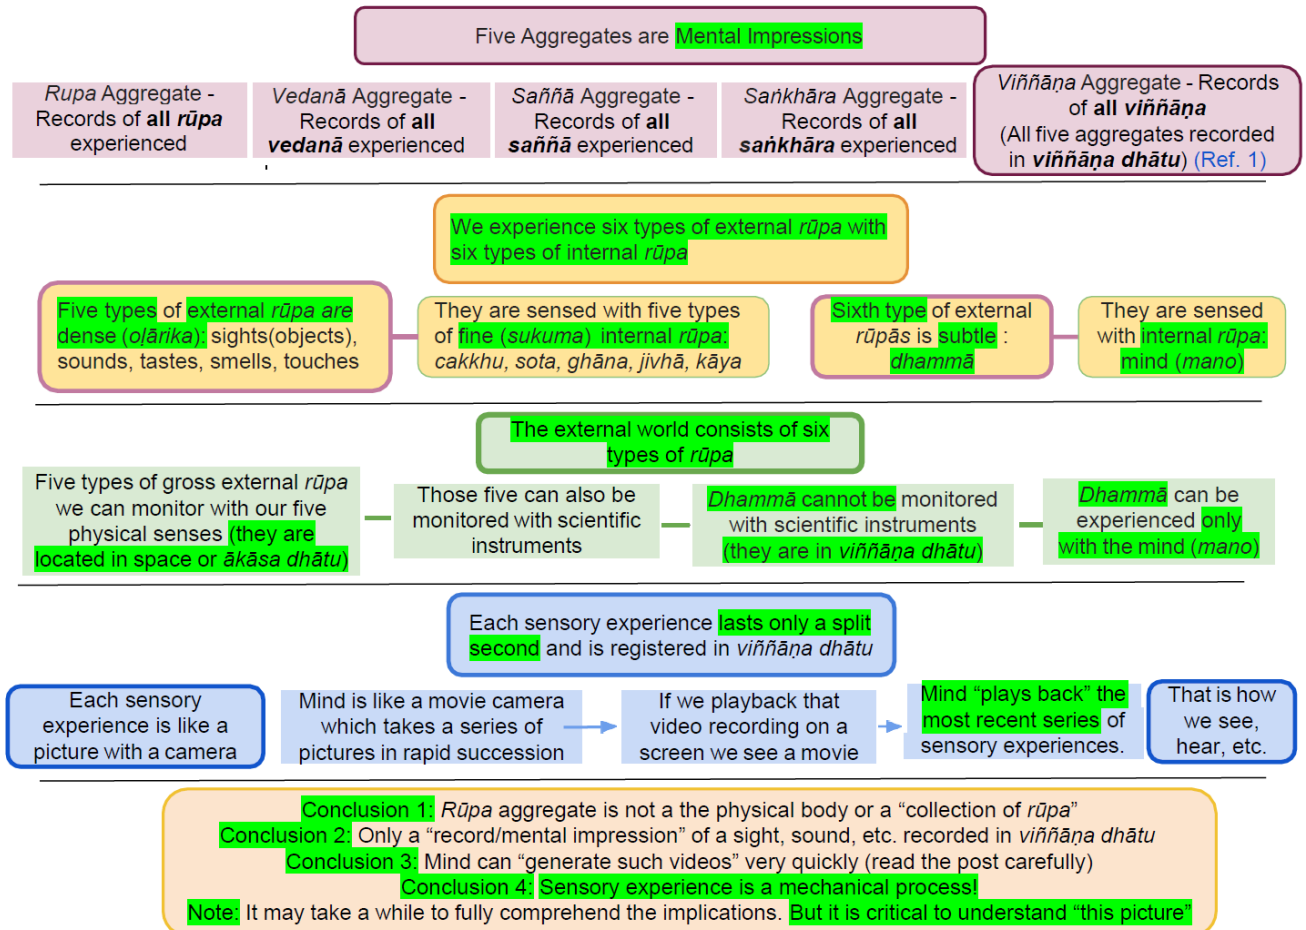 Five Aggregates are Mental Impressions
Rupa Aggregate -
Records of all rūpa
experienced
Vedanā Aggregate -
Records of all
vedanā experienced
Saññā Aggregate -
Records of all
saññā experienced
Saṅkhāra Aggregate -
Records of all
saṅkhāra experienced
Viññāṇa Aggregate - Records
of all viññāṇa
(All five aggregates recorded
in viññāṇa dhātu) (Ref. 1)
We experience six types of external rūpa with
six types of internal rūpa
Five types of external rūpa are
dense (oḷārika): sights(objects),
sounds, tastes, smells, touches
They are sensed with five types
of fine (sukuma) internal rūpa:
cakkhu, sota, ghāna, jivhā, kāya
Sixth type of external
rūpās is subtle :
dhammā
They are sensed
with internal rūpa:
mind (mano)
The external world consists of six
types of rūpa
Five types of gross external rūpa
we can monitor with our five
physical senses (they are
located in space or ākāsa dhātu)
Those five can also be
monitored with scientific
instruments
Dhammā cannot be monitored
with scientific instruments
(they are in viññāṇa dhātu)
Dhammā can be
experienced only
with the mind (mano)
Each sensory experience lasts only a split
second and is registered in viññāṇa dhātu
Each sensory
experience is like a
picture with a camera
Mind is like a movie camera
which takes a series of
pictures in rapid succession
If we playback that
video recording on a
screen we see a movie
Mind “plays back” the
most recent series of
sensory experiences.
That is how
we see,
hear, etc.
Conclusion 1: Rūpa aggregate is not a the physical body or a “collection of rūpa”
Conclusion 2: Only a “record/mental impression” of a sight, sound, etc. recorded in viññāṇa dhātu
Conclusion 3: Mind can “generate such videos” very quickly (read the post carefully)
Conclusion 4: Sensory experience is a mechanical process!
Note: It may take a while to fully comprehend the implications. But it is critical to understand “this picture”